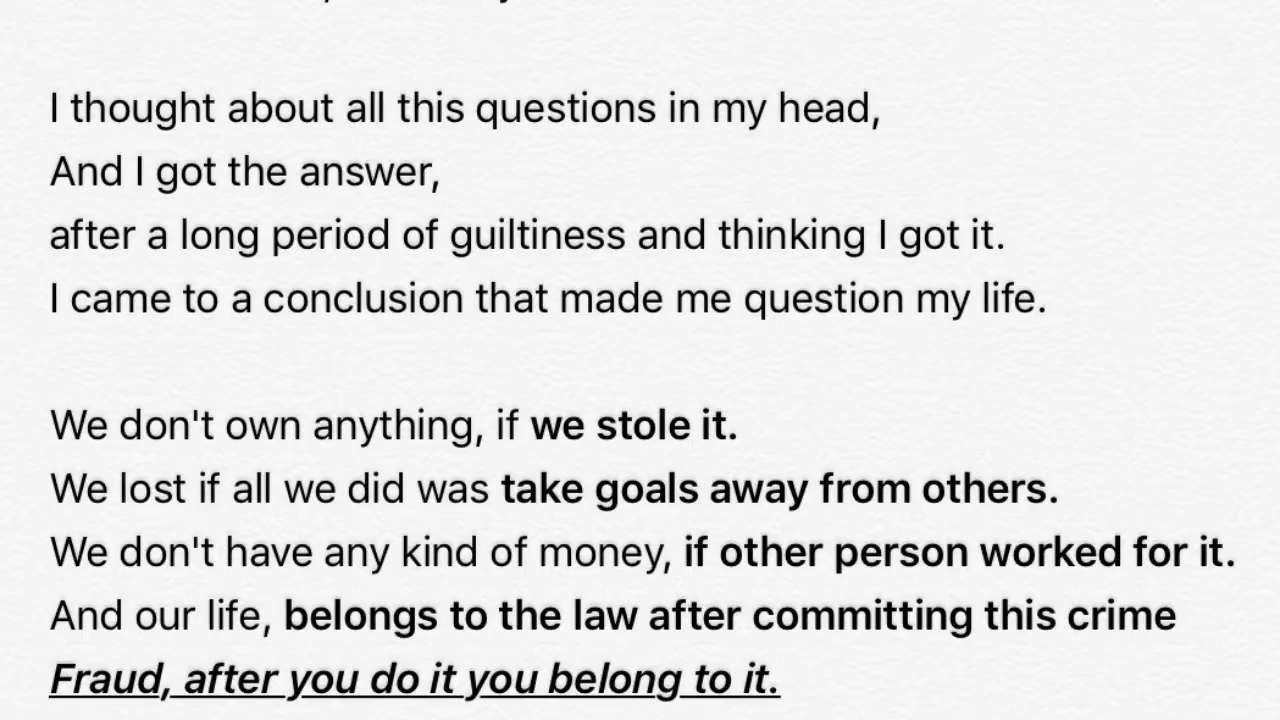 I thought about all this questions in my head,
And I got the answer,
after a long period of guiltiness and thinking I got it.
I came to a conclusion that made me question my life.
We don't own anything, if we stole it.
We lost if all we did was take goals away from others.
We don't have any kind of money, if other person worked for it.
And our life, belongs to the law after committing this crime
Fraud, after you do it you belong to it.